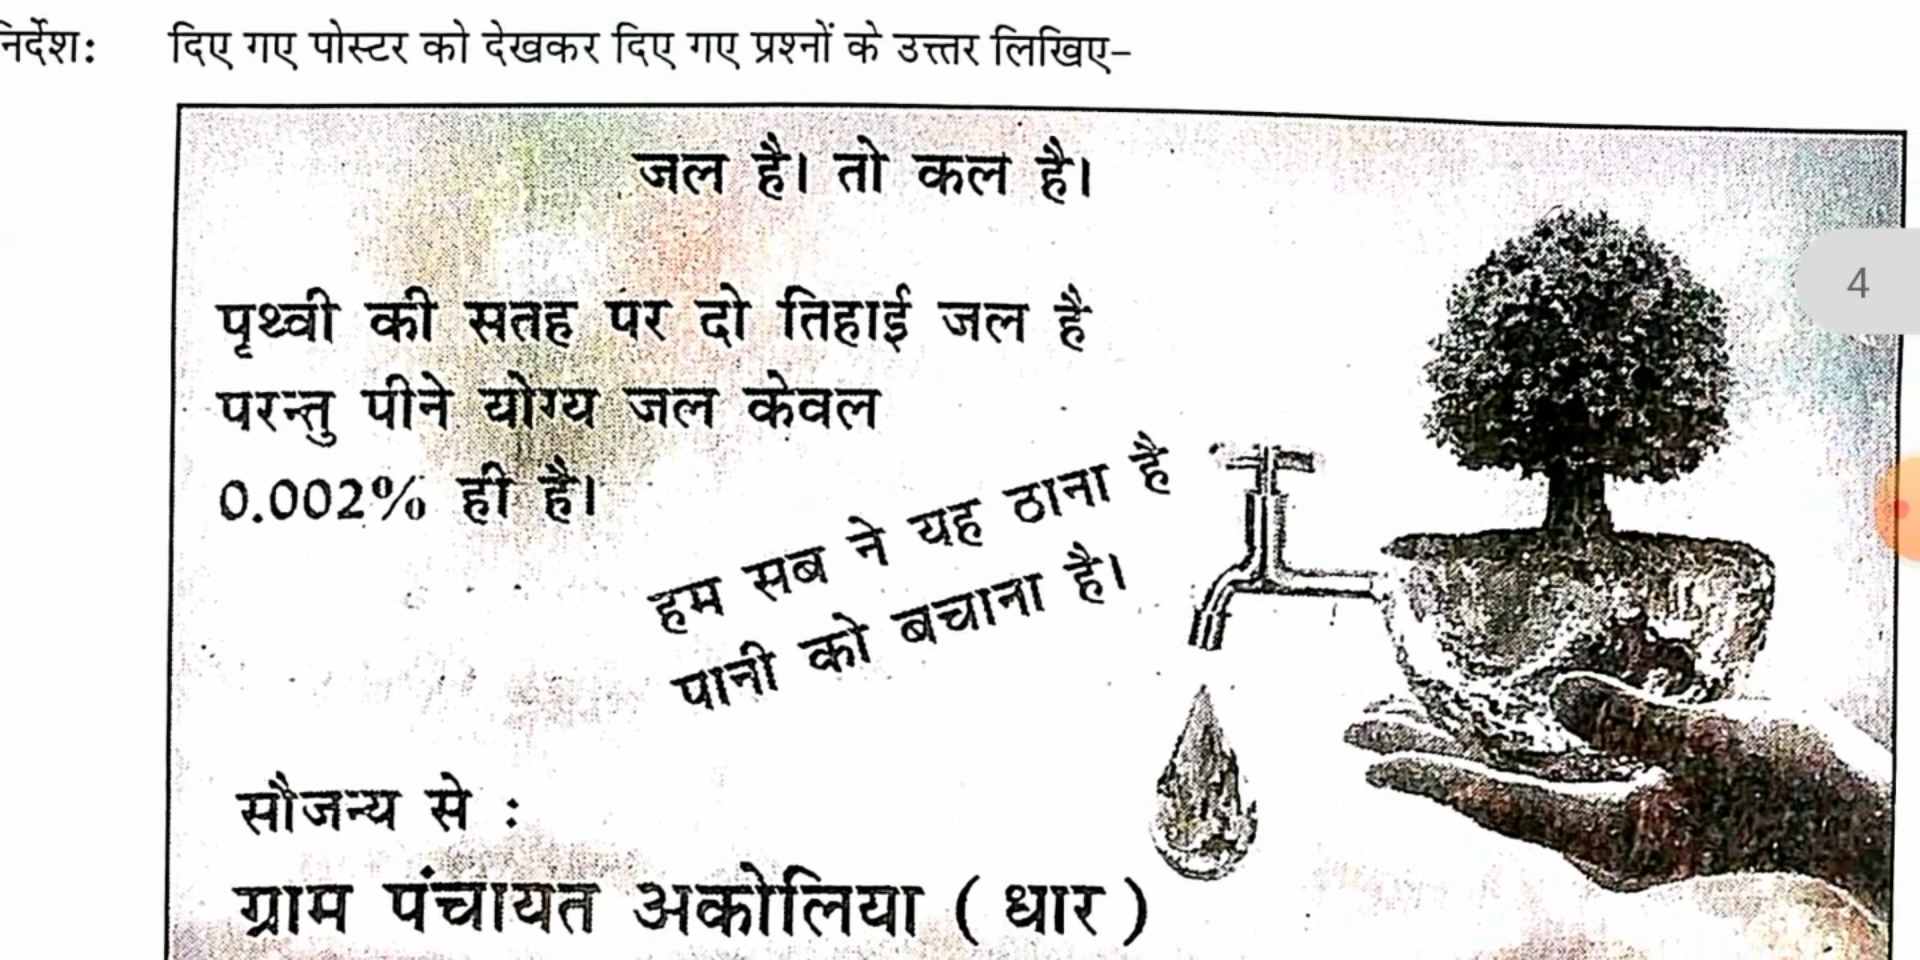 निर्देश: दिए गए पोस्टर को देखकर दिए गए प्रश्नों के उत्तर लिखिए–
जल है। तो कल है।
पृथ्वी की सतह पर दो तिहाई जल है
परन्तु पीने योग्य जल केवल
0.002% ही है।
हम सब ने यह ठाना है
पानी को बचाना है।
सौजन्य से :
ग्राम पंचायत अकोलिया ( धार )
4